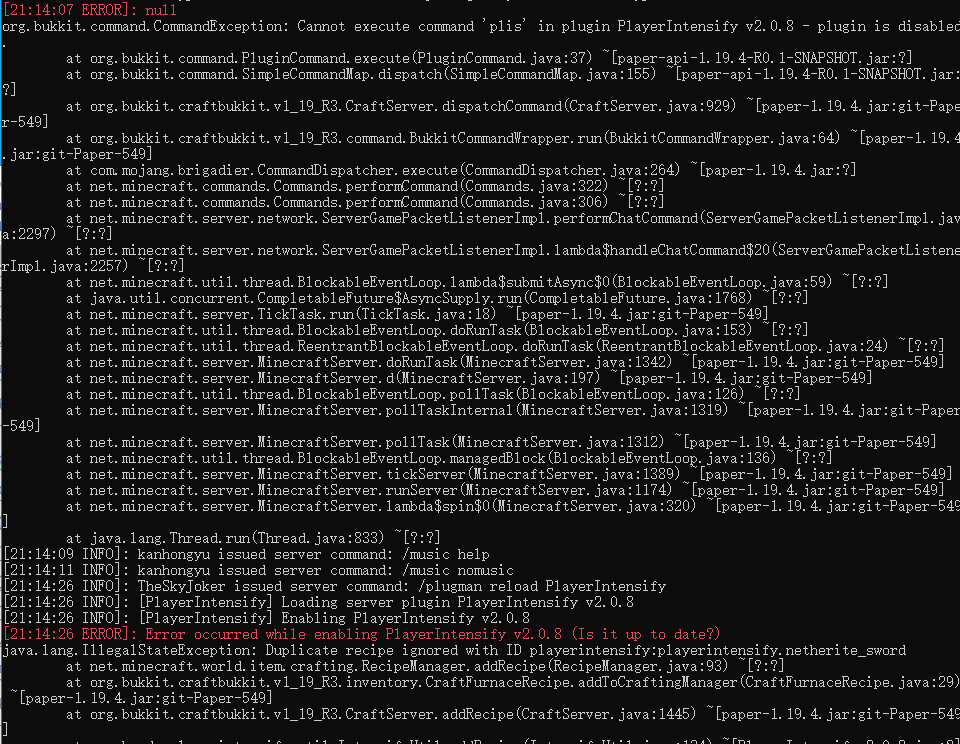 [21:14:07 ERROR]: null
org.bukkit.command.CommandException: Cannot execute command 'plis' in plugin PlayerIntensify v2.0.8 - plugin is disabled
.
at org.bukkit.command.PluginCommand.execute(PluginCommand.java:37) ~[paper-api-1.19.4-R0.1-SNAPSHOT.jar:?]
at org.bukkit.command.SimpleCommandMap.dispatch(SimpleCommandMap.java:155) ~[paper-api-1.19.4-R0.1-SNAPSHOT.jar:
?]
at org.bukkit.craftbukkit.v1_19_R3.CraftServer.dispatchCommand(CraftServer.java:929) ~[paper-1.19.4.jar:git-Pape
r-549]
at org.bukkit.craftbukkit.v1_19_R3.command.BukkitCommandWrapper.run(BukkitCommandWrapper.java:64) ~[paper-1.19.4
.jar:git-Paper-549]
at com.mojang.brigadier.CommandDispatcher.execute(CommandDispatcher.java:264) ~[paper-1.19.4.jar:?]
at net.minecraft.commands.Commands.performCommand(Commands.java:322) ~[?:?]
at net.minecraft.commands.Commands.performCommand(Commands.java:306) ~[?:?]
at net.minecraft.server.network.ServerGamePacketListenerImpl.performChatCommand(ServerGamePacketListenerImpl.jav
a:2297) ~[?:?]
at net.minecraft.server.network.ServerGamePacketListenerImpl.lambda$handleChatCommand$20(ServerGamePacketListene
rImpl.java:2257) ~[?:?]
at net.minecraft.util.thread.BlockableEventLoop.lambda$submitAsync$0(BlockableEventLoop.java:59) ~[?:?]
at java.util.concurrent.CompletableFuture$AsyncSupply.run(CompletableFuture.java:1768) ~[?:?]
at net.minecraft.server.TickTask.run(TickTask.java:18) ~[paper-1.19.4.jar:git-Paper-549]
at net.minecraft.util.thread.BlockableEventLoop.doRunTask(BlockableEventLoop.java:153) ~[?:?]
at net.minecraft.util.thread.ReentrantBlockableEventLoop.doRunTask(ReentrantBlockableEventLoop.java:24) ~[?:?]
at net.minecraft.server.MinecraftServer.doRunTask(MinecraftServer.java:1342) ~[paper-1.19.4.jar:git-Paper-549]
at net.minecraft.server.MinecraftServer.d(MinecraftServer.java:197) ~[paper-1.19.4.jar:git-Paper-549]
at net.minecraft.util.thread.BlockableEventLoop.pollTask(BlockableEventLoop.java:126) ~[?:?]
at net.minecraft.server.MinecraftServer.pollTaskInternal(MinecraftServer.java:1319) ~[paper-1.19.4.jar:git-Paper
-549]
at net.minecraft.server.MinecraftServer.pollTask(MinecraftServer.java:1312) ~[paper-1.19.4.jar:git-Paper-549]
at net.minecraft.util.thread.BlockableEventLoop.managedBlock(BlockableEventLoop.java:136) ~[?:?]
at net.minecraft.server.MinecraftServer.tickServer(MinecraftServer.java:1389) ~[paper-1.19.4.jar:git-Paper-549]
at net.minecraft.server.MinecraftServer.runServer(MinecraftServer.java:1174) ~[paper-1.19.4.jar:git-Paper-549]
at net.minecraft.server.MinecraftServer.lambda$spin$0(MinecraftServer.java:320) ~[paper-1.19.4.jar:git-Paper-549
]
at java.lang.Thread.run(Thread.java:833) ~[?:?]
[21:14:09 INFO]: kanhongyu issued server command: /music help
[21:14:11 INFO]: kanhongyu issued server command: /music nomusic
[21:14:26 INFO]: TheSkyJoker issued server command: /plugman reload PlayerIntensify
[21:14:26 INFO]: [PlayerIntensify] Loading server plugin PlayerIntensify v2.0.8
[21:14:26 INFO]: [PlayerIntensify] Enabling PlayerIntensify v2.0.8
[21:14:26 ERROR]: Error occurred while enabling PlayerIntensify v2.0.8 (Is it up to date?)
java.lang.IllegalStateException: Duplicate recipe ignored with ID playerintensify:playerintensify.netherite_sword
at net.minecraft.world.item.crafting.RecipeManager.addRecipe(RecipeManager.java:93) ~[?:?]
at org.bukkit.craftbukkit.v1_19_R3.inventory.CraftFurnaceRecipe.addToCraftingManager(CraftFurnaceRecipe.java:29)
~[paper-1.19.4.jar:git-Paper-549]
at org.bukkit.craftbukkit.v1_19_R3.CraftServer.addRecipe(CraftServer.java:1445) ~[paper-1.19.4.jar:git-Paper-549
]